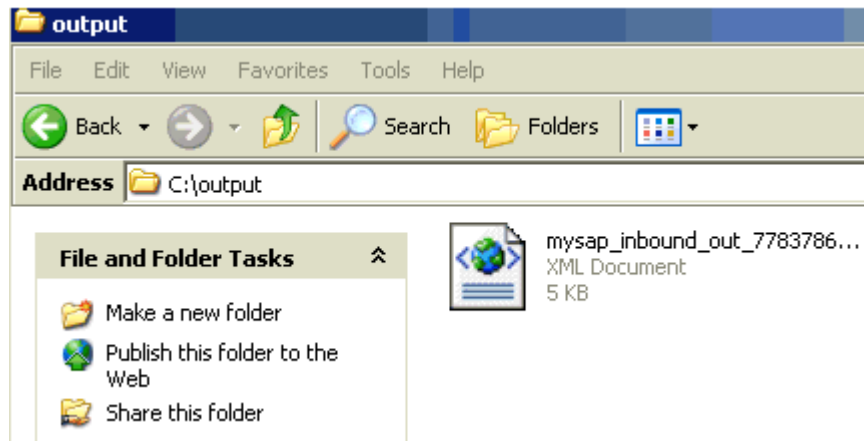 output
File Edit View Favorites Tools Help
Back Search Folders
Address C:\output
File and Folder Tasks
Make a new folder
Publish this folder to the
Web
Share this folder
mysap_inbound_out_7783786...
XML Document
5 KB